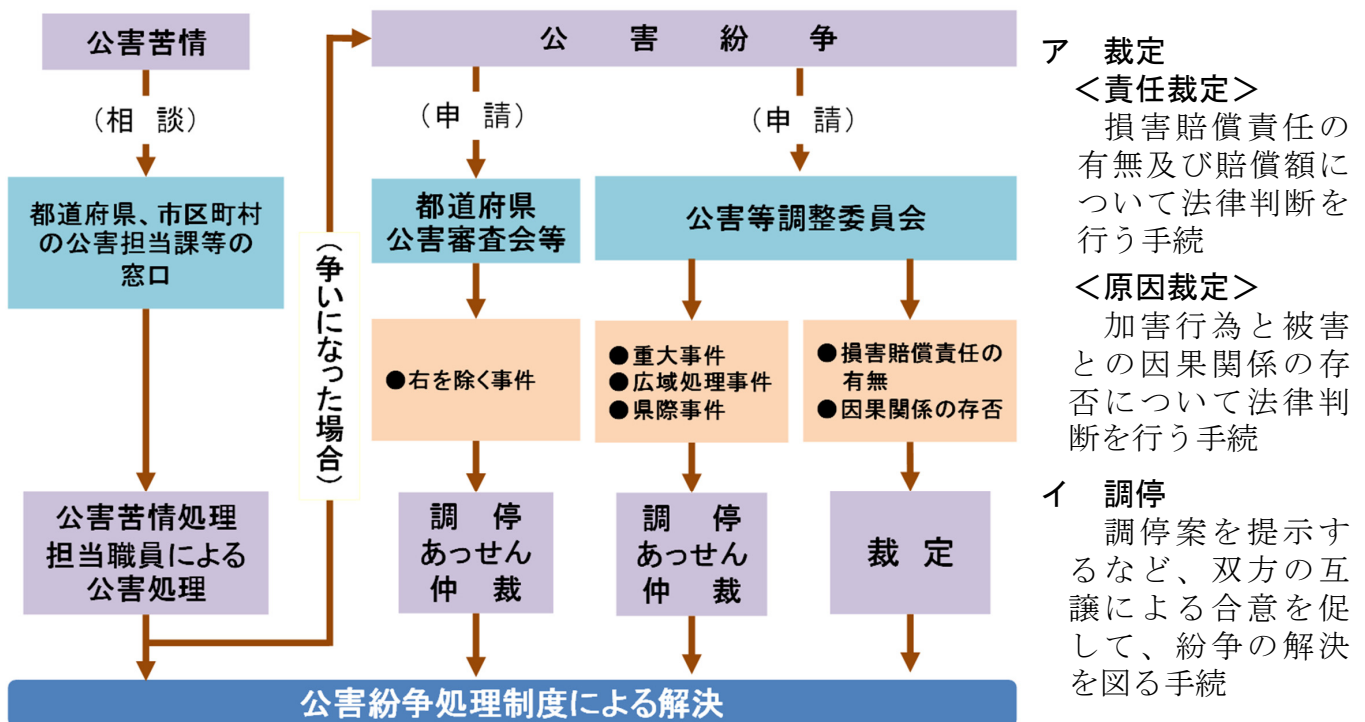 公害苦情
（相　談）
都道府県、市区町村
の公害担当課等の
窓口
公害苦情処理
担当職員による
公害処理
（争いになった場合）
公　害　紛　争
（申　請）
都道府県
公害審査会等
●右を除く事件
調　停
あっせん
仲　裁
（申　請）
公害等調整委員会
●重大事件
●広域処理事件
●県際事件
調　停
あっせん
仲　裁
●損害賠償責任の
有無
●因果関係の存否
裁　定
公害紛争処理制度による解決
ア　裁定
＜責任裁定＞
損害賠償責任の
有無及び賠償額に
ついて法律判断を
行う手続
＜原因裁定＞
加害行為と被害
との因果関係の存
否について法律判
断を行う手続
イ　調停
調停案を提示す
るなど、双方の互
譲による合意を促
して、紛争の解決
を図る手続